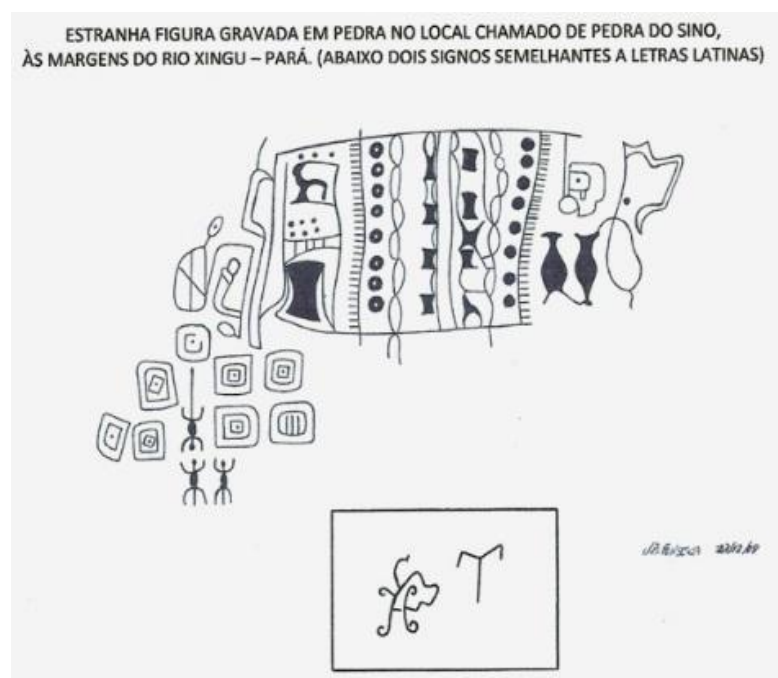 ESTRANHA FIGURA GRAVADA EM PEDRA NO LOCAL CHAMADO DE PEDRA DO SINO,
ÀS MARGENS DO RIO XINGU – PARÁ. (ABAIXO DOIS SIGNOS SEMELHANTES A LETRAS LATINAS)